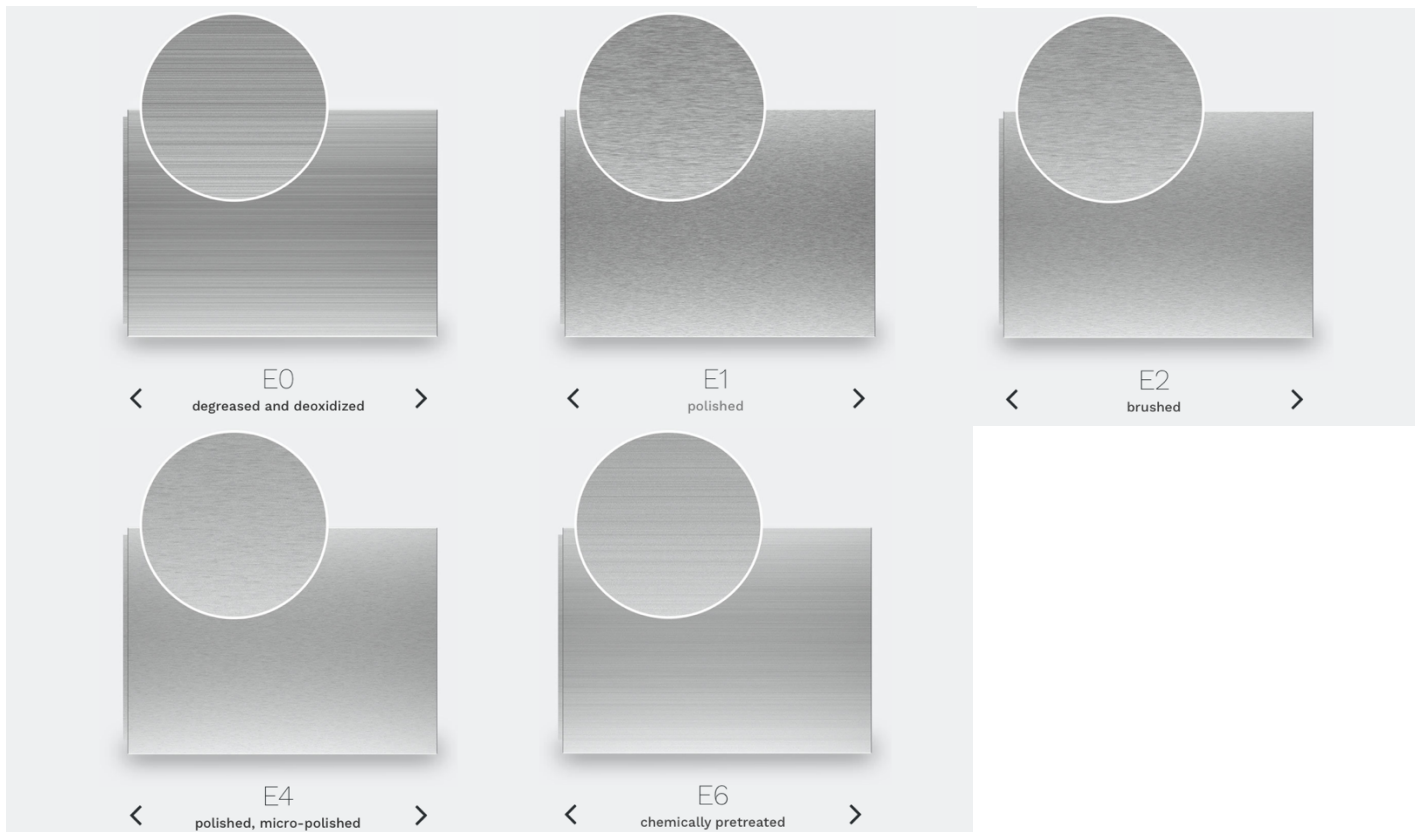 E0
degreased and deoxidized
E1
polished
E2
brushed
E4
polished, micro-polished
E6
chemically pretreated